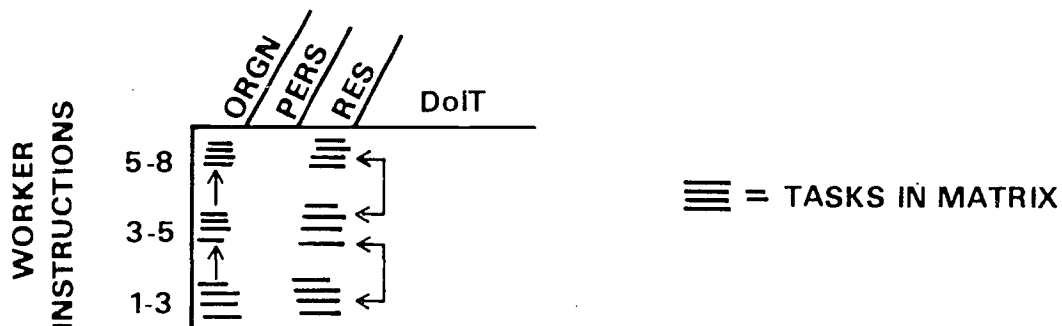 ORGN
PERS
RES
DoIT
WORKER
INSTRUCTIONS
5-8
3-5
1-3
= TASKS IN MATRIX